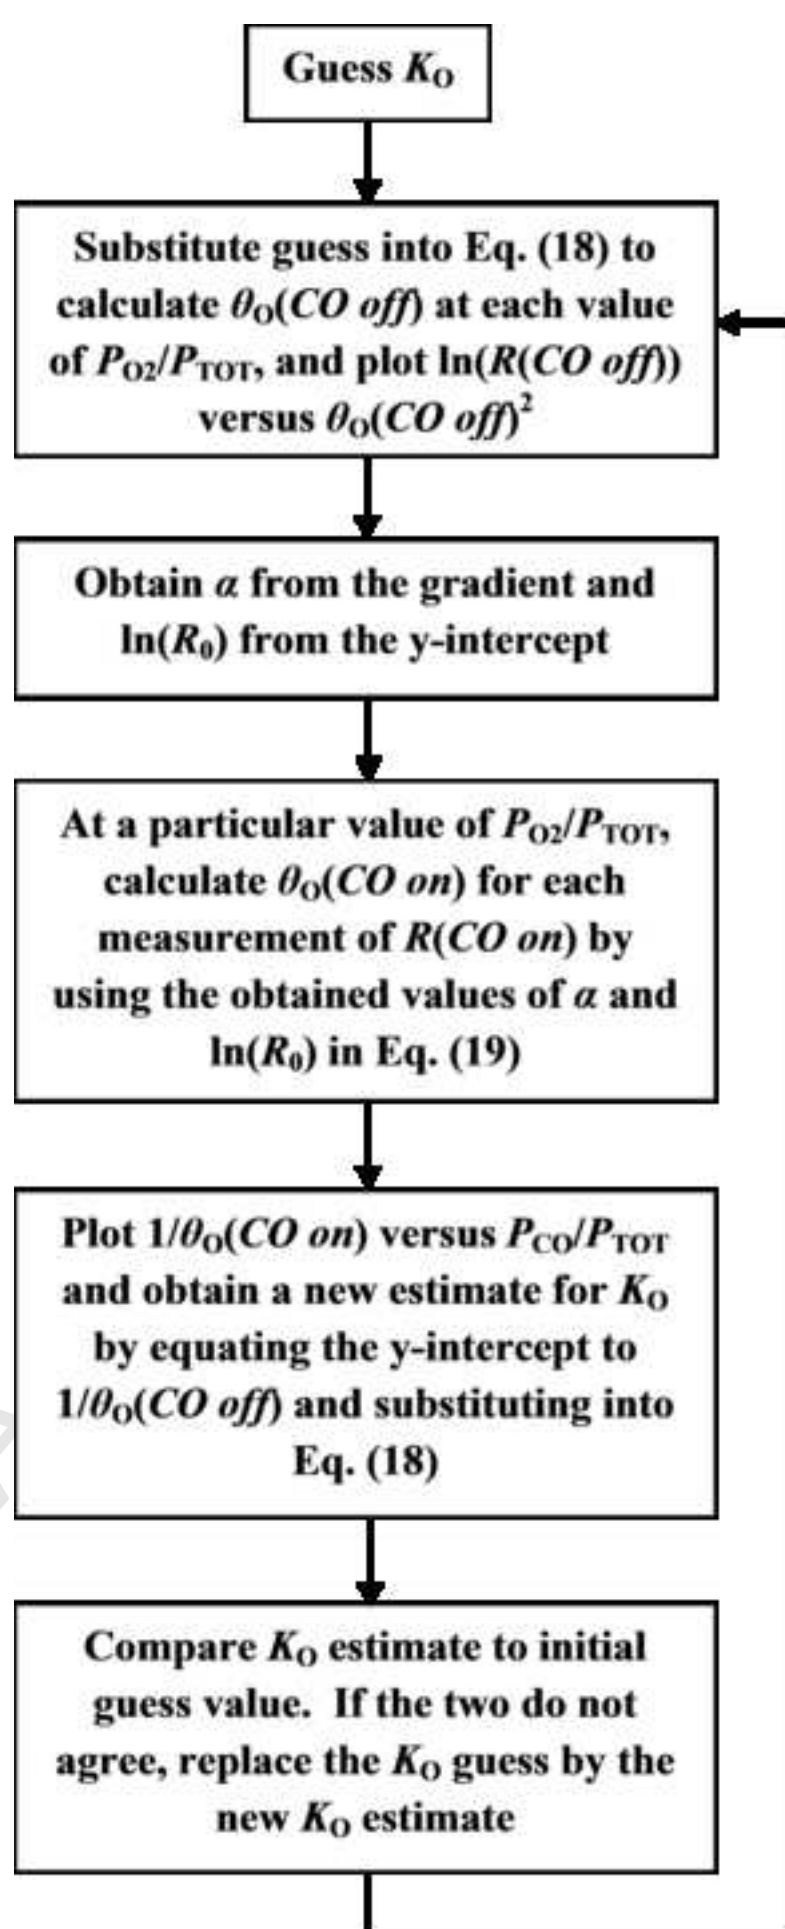 Guess K_O
Substitute guess into Eq. (18) to
calculate θ_O(CO off) at each value
of P_O2/P_TOT, and plot ln(R(CO off))
versus θ_O(CO off)^2
Obtain α from the gradient and
ln(R_0) from the y-intercept
At a particular value of P_O2/P_TOT,
calculate θ_O(CO on) for each
measurement of R(CO on) by
using the obtained values of α and
ln(R_0) in Eq. (19)
Plot 1/θ_O(CO on) versus P_CO/P_TOT
and obtain a new estimate for K_O
by equating the y-intercept to
1/θ_O(CO off) and substituting into
Eq. (18)
Compare K_O estimate to initial
guess value. If the two do not
agree, replace the K_O guess by the
new K_O estimate